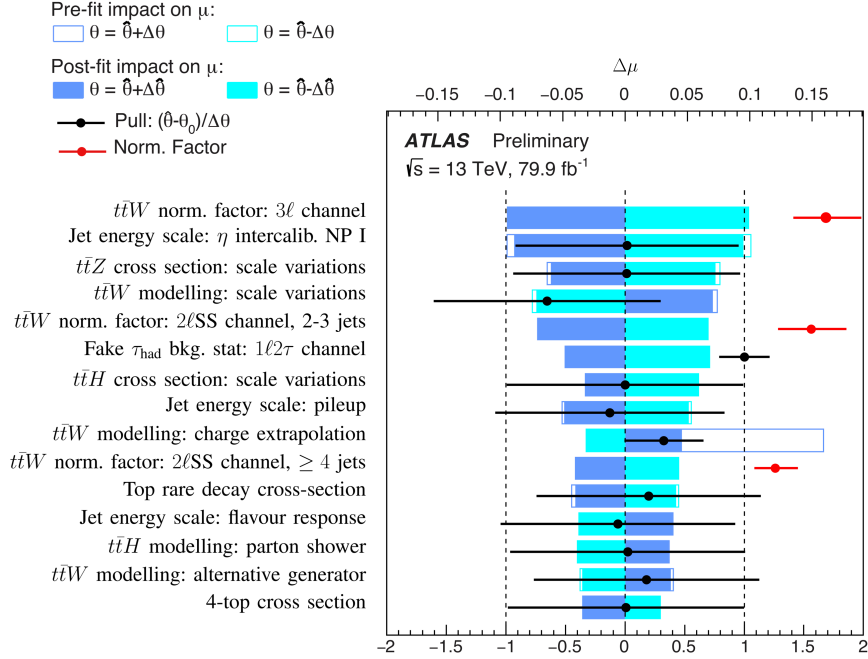 Pre-fit impact on μ:
θ = θ̂+Δθ θ = θ̂-Δθ
Post-fit impact on μ:
θ = θ̂+Δθ̂ θ = θ̂-Δθ̂
Pull: (θ̂-θ₀)/Δθ
Norm. Factor
Δμ
−0.15 −0.1 −0.05 0 0.05 0.1 0.15
ATLAS Preliminary
√s = 13 TeV, 79.9 fb⁻¹
tt̄W norm. factor: 3ℓ channel
Jet energy scale: η intercalib. NP I
tt̄Z cross section: scale variations
tt̄W modelling: scale variations
tt̄W norm. factor: 2ℓSS channel, 2-3 jets
Fake τhad bkg. stat: 1ℓ2τ channel
tt̄H cross section: scale variations
Jet energy scale: pileup
tt̄W modelling: charge extrapolation
tt̄W norm. factor: 2ℓSS channel, ≥ 4 jets
Top rare decay cross-section
Jet energy scale: flavour response
tt̄H modelling: parton shower
tt̄W modelling: alternative generator
4-top cross section
−2 −1.5 −1 −0.5 0 0.5 1 1.5 2